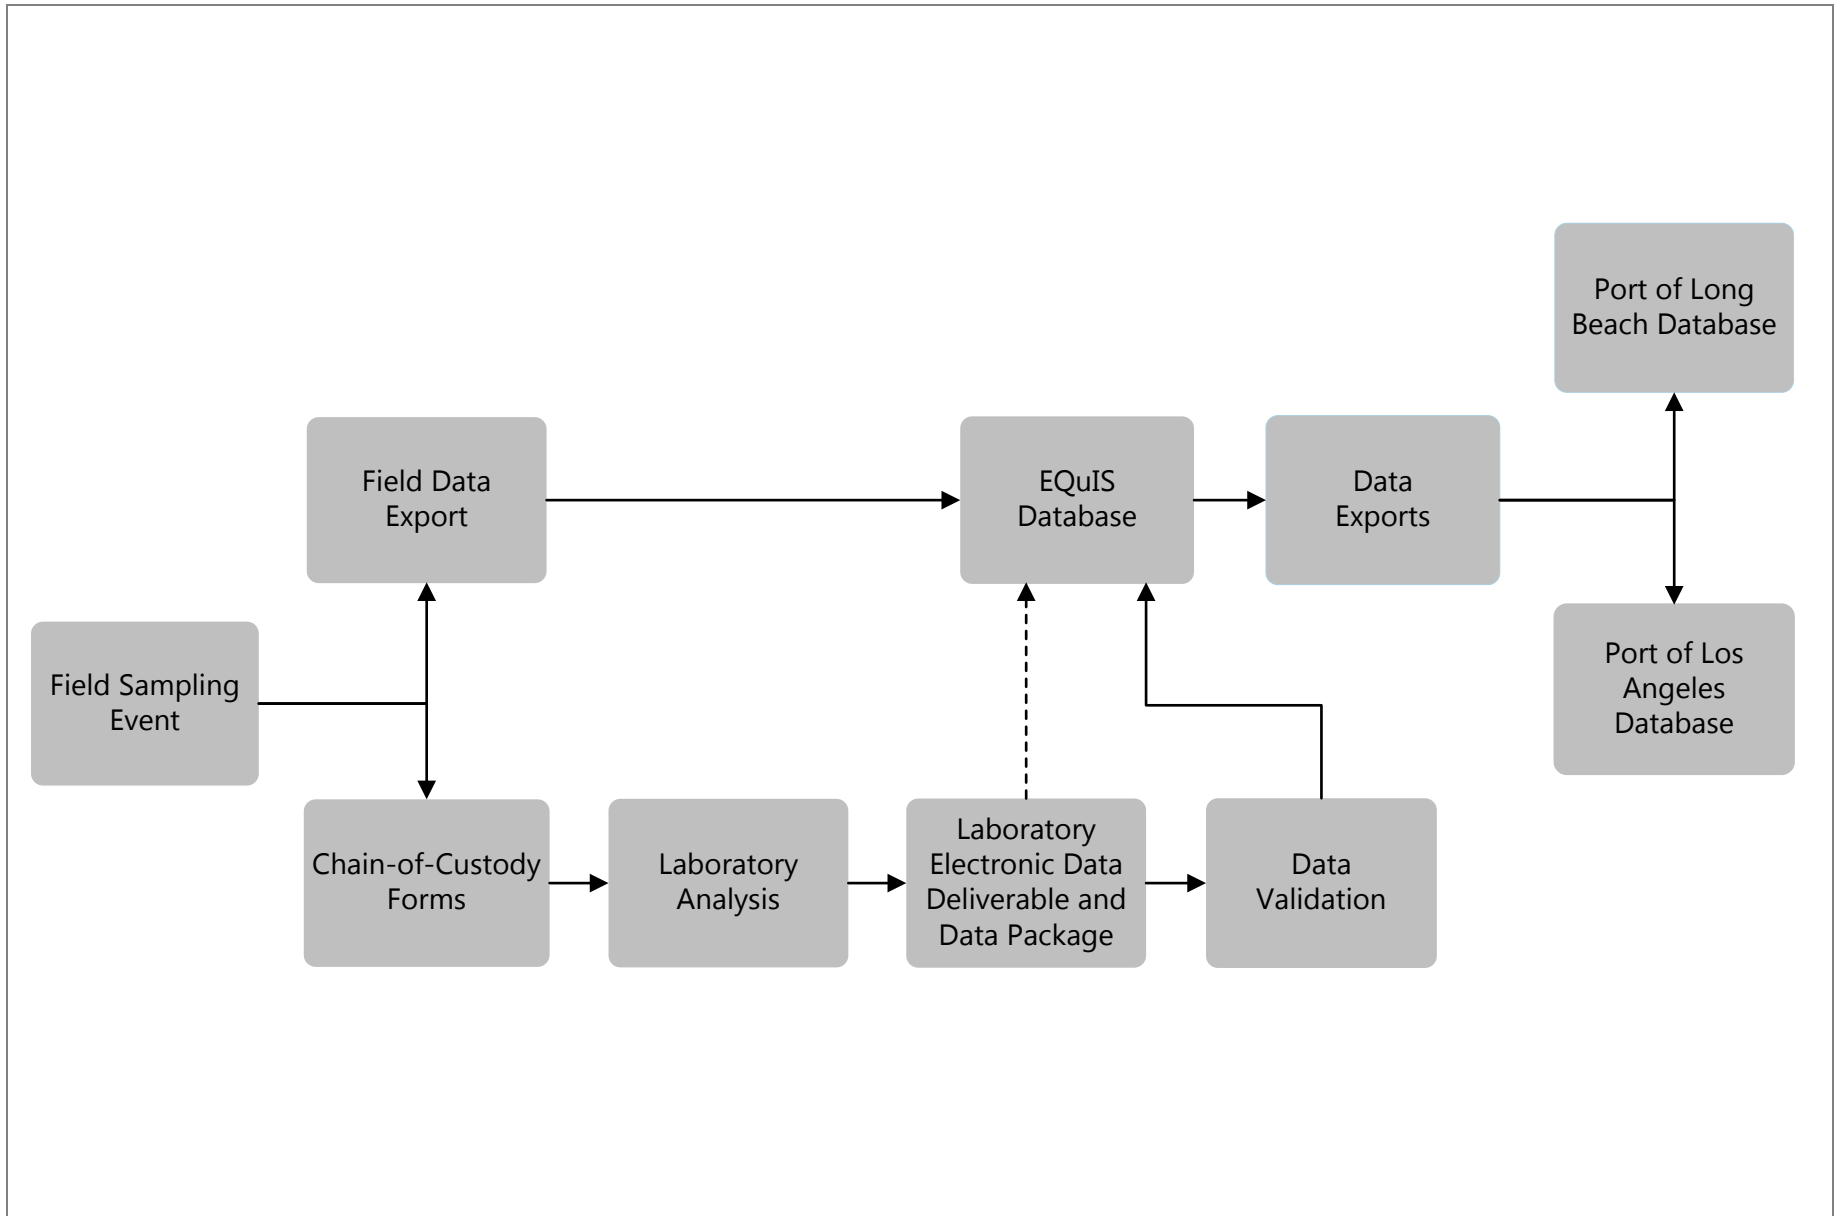 Port of Long
Beach Database
Field Data
Export
EQuIS
Database
Data
Exports
Field Sampling
Event
Port of Los
Angeles
Database
Chain-of-Custody
Forms
Laboratory
Analysis
Laboratory
Electronic Data
Deliverable and
Data Package
Data
Validation